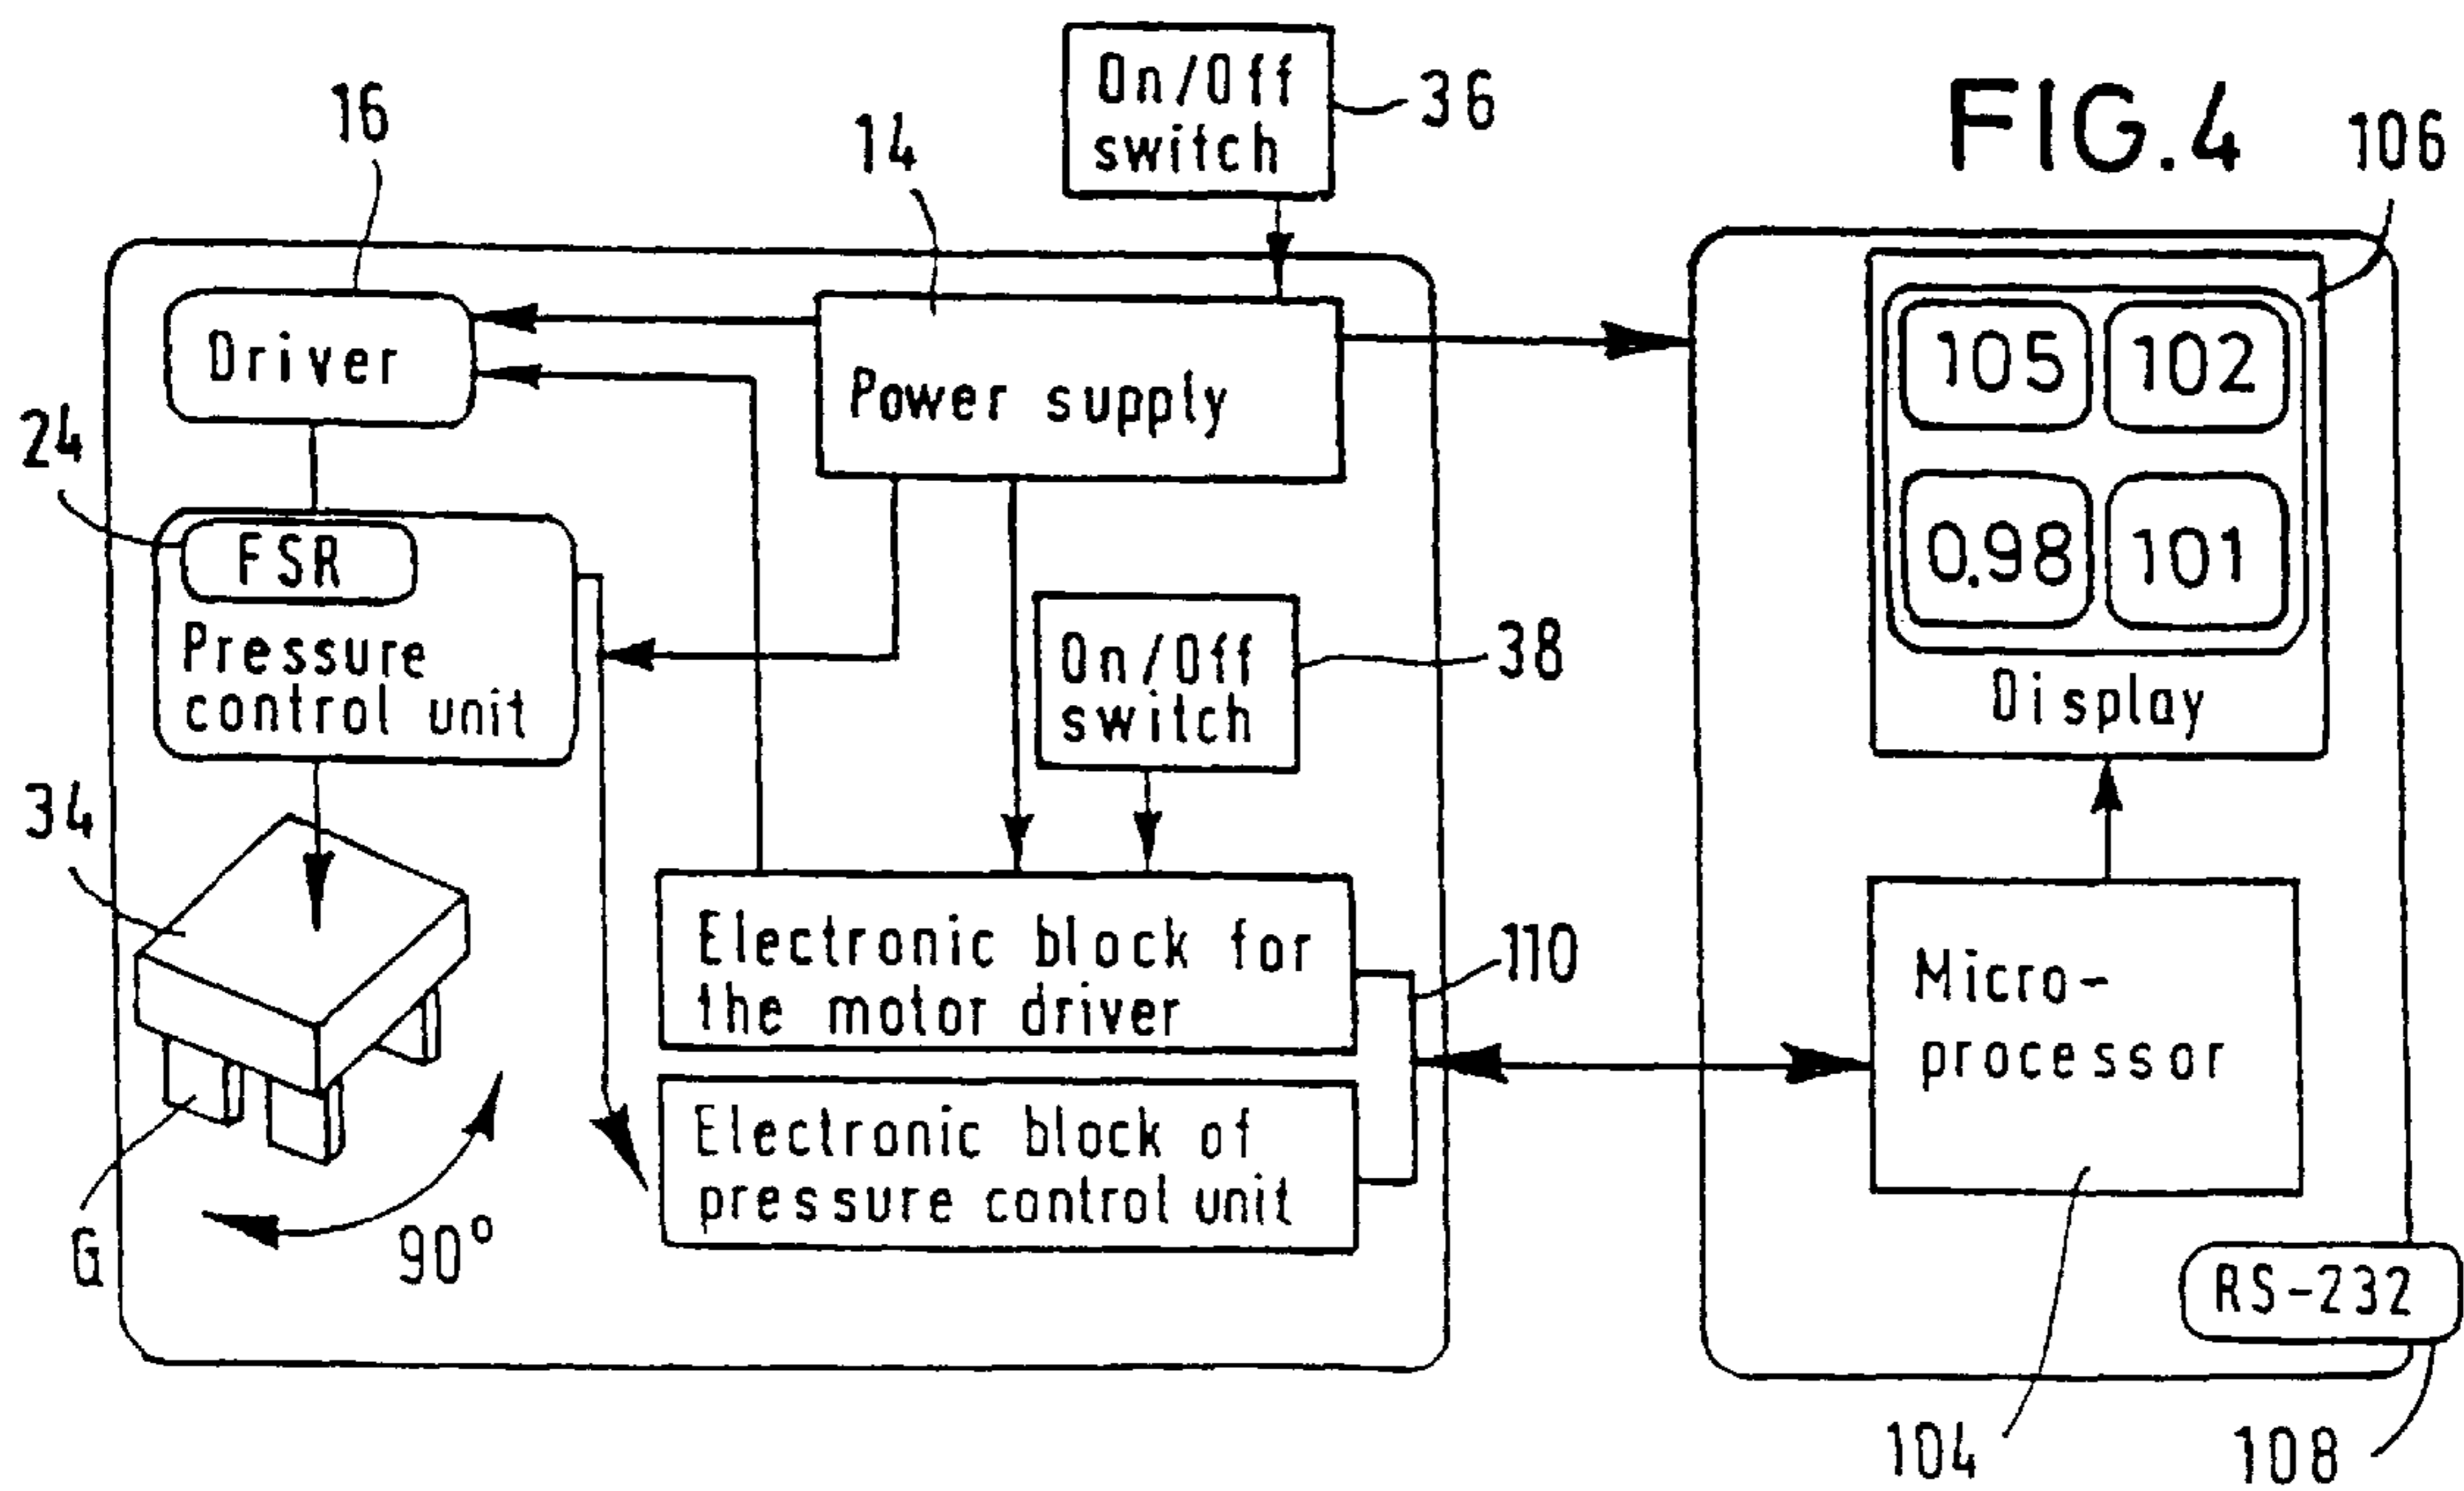 On/Off
switch
36
FIG.4
106
16
14
Driver
Power supply
105
102
0.98
101
Display
24
FSR
Pressure
control unit
On/Off
switch
38
34
Electronic block for
the motor driver
110
Electronic block of
pressure control unit
Micro-
processor
G
90°
RS-232
104
108